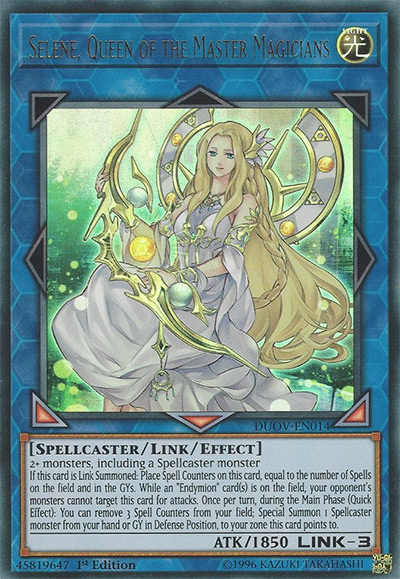 SELENE, QUEEN OF THE MASTER MAGICIANS
LIGHT
光
DUOV-EN014
[SPELLCASTER/LINK/EFFECT]
2+ monsters, including a Spellcaster monster
If this card is Link Summoned: Place Spell Counters on this card, equal to the number of Spells
on the field and in the GYs. While an "Endymion" card(s) is on the field, your opponent's
monsters cannot target this card for attacks. Once per turn, during the Main Phase (Quick
Effect): You can remove 3 Spell Counters from your field; Special Summon 1 Spellcaster
monster from your hand or GY in Defense Position, to your zone this card points to.
ATK/1850 LINK-3
45819647 1st Edition ©1996 KAZUKI TAKAHASHI